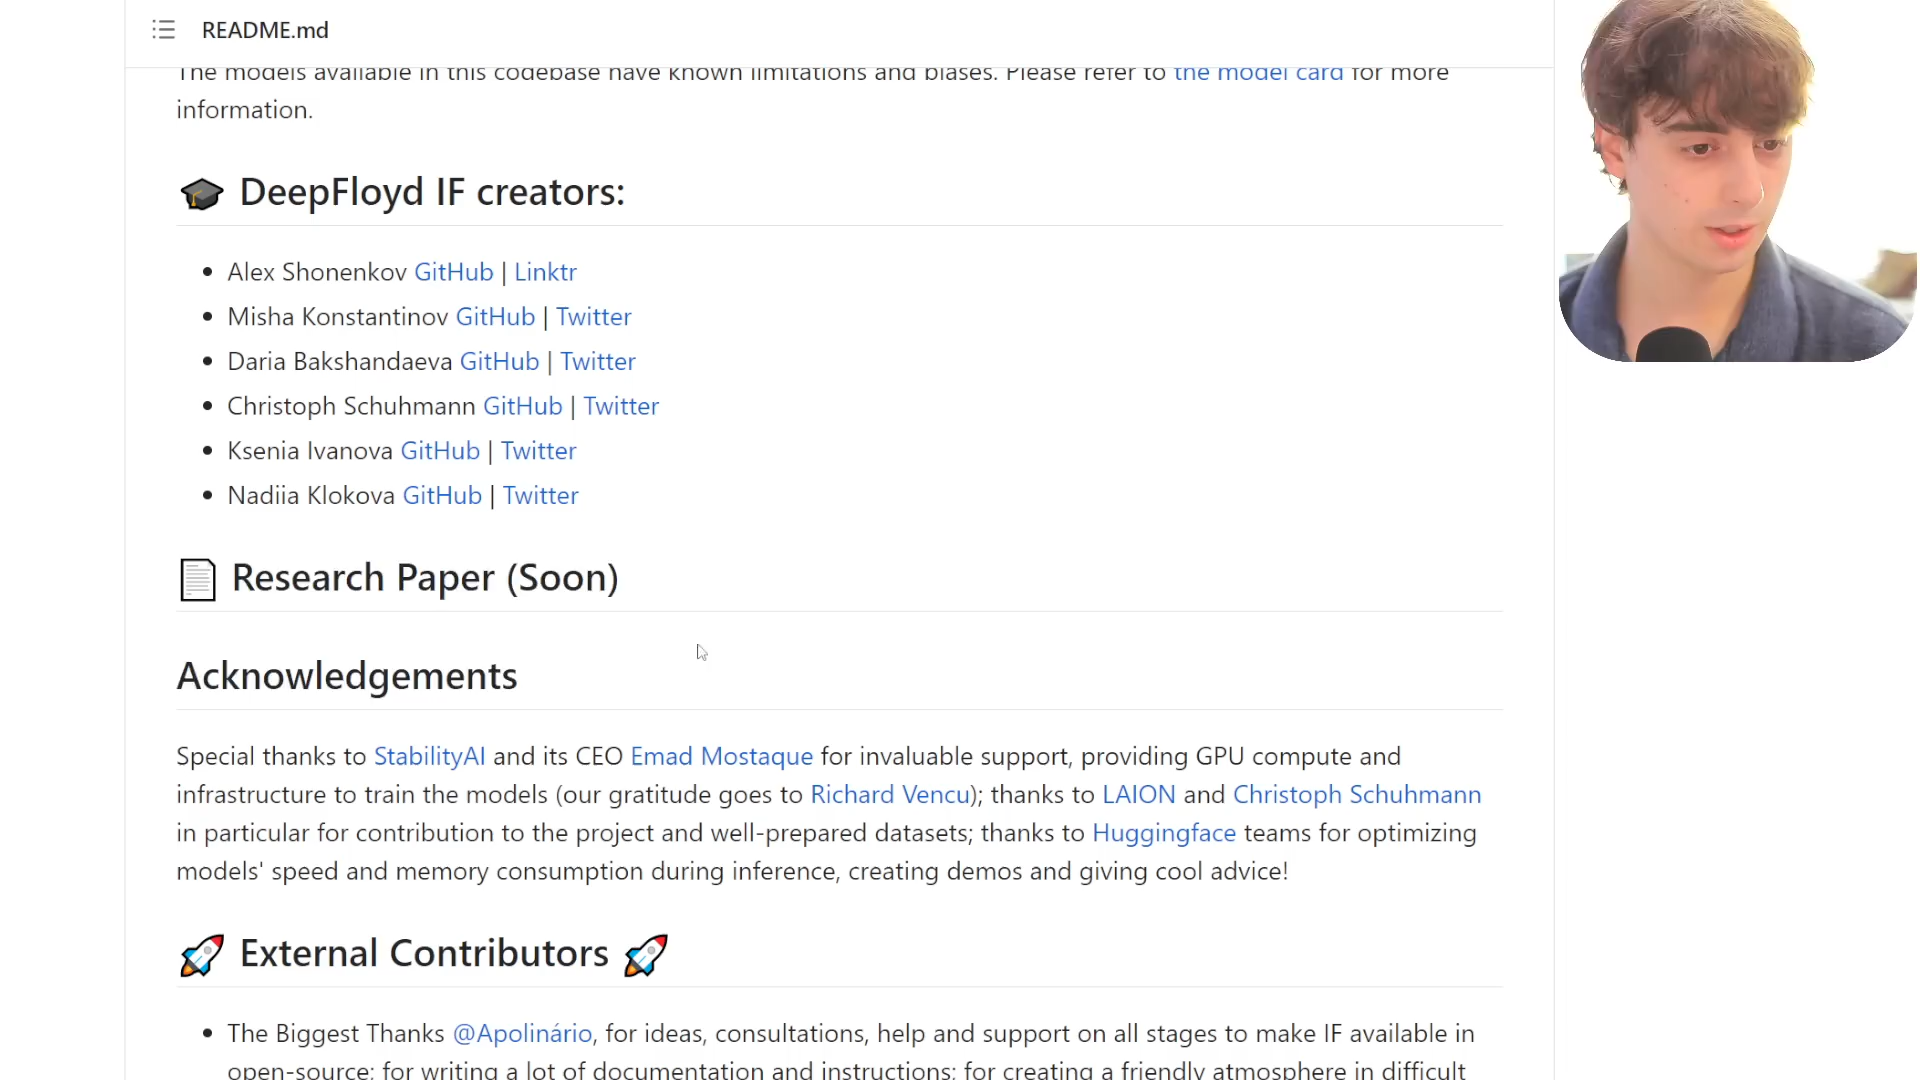 README.md
The models available in this codebase have known limitations and biases. Please refer to the model card for more
information.
DeepFloyd IF creators:
Alex Shonenkov GitHub | Linktr
Misha Konstantinov GitHub | Twitter
Daria Bakshandaeva GitHub | Twitter
Christoph Schuhmann GitHub | Twitter
Ksenia Ivanova GitHub | Twitter
Nadiia Klokova GitHub | Twitter
Research Paper (Soon)
Acknowledgements
Special thanks to StabilityAI and its CEO Emad Mostaque for invaluable support, providing GPU compute and
infrastructure to train the models (our gratitude goes to Richard Vencu); thanks to LAION and Christoph Schuhmann
in particular for contribution to the project and well-prepared datasets; thanks to Huggingface teams for optimizing
models' speed and memory consumption during inference, creating demos and giving cool advice!
External Contributors
The Biggest Thanks @Apolinário, for ideas, consultations, help and support on all stages to make IF available in
open-source; for writing a lot of documentation and instructions; for creating a friendly atmosphere in difficult